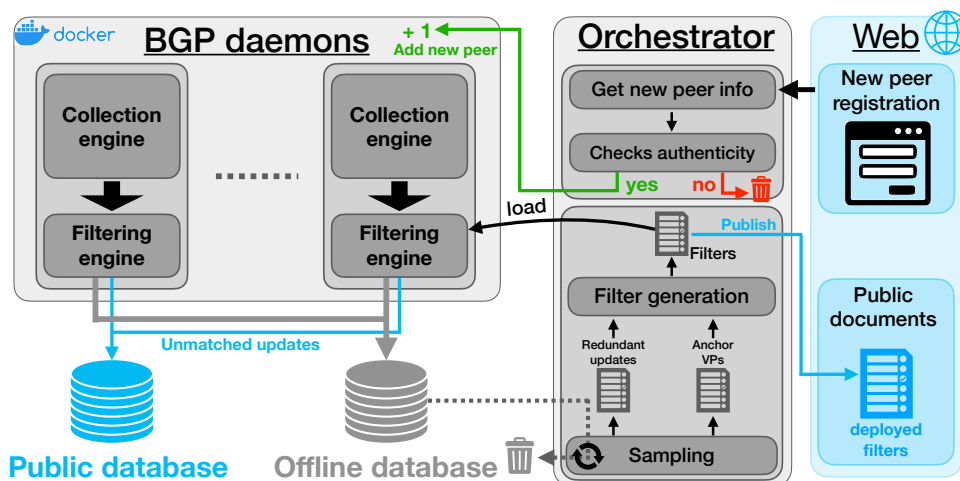 docker
BGP daemons
+ 1
Add new peer
Collection
engine
Filtering
engine
Collection
engine
Filtering
engine
Unmatched updates
Public database
Offline database
load
Orchestrator
Get new peer info
Checks authenticity
yes
no
Filters
Publish
Filter generation
Redundant
updates
Anchor
VPs
Sampling
Web
New peer
registration
Public
documents
deployed
filters